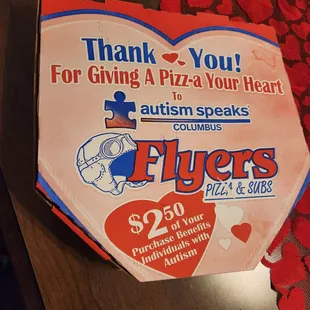 Thank You!
For Giving A Pizz-a Your Heart
To
autism speaks
COLUMBUS
Flyers
PIZZA & SUBS
$2.50
of Your
Purchase Benefits
Individuals with
Autism